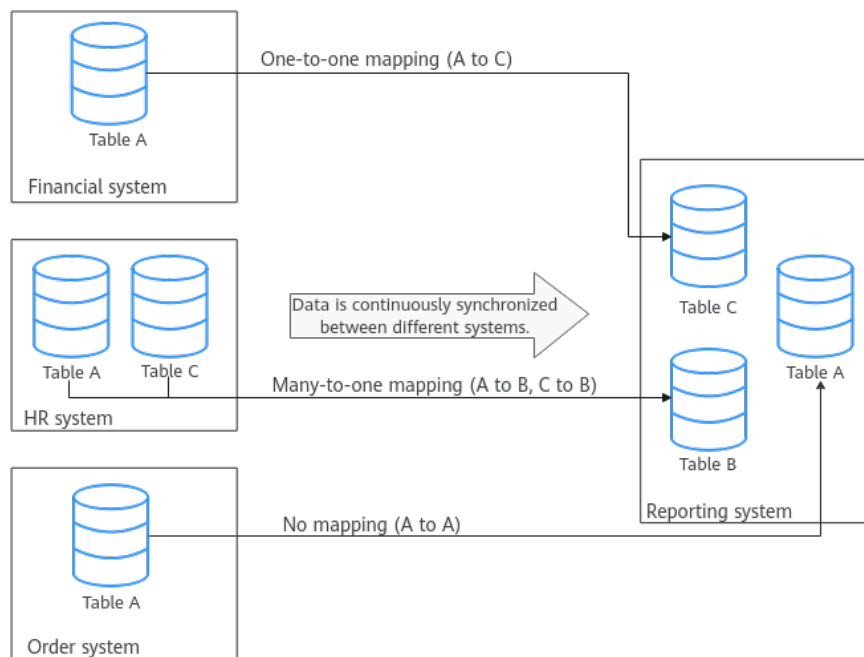 One-to-one mapping (A to C)
Table A
Financial system
Data is continuously synchronized
between different systems.
Table C
Table A
Table C
Table A
Many-to-one mapping (A to B, C to B)
HR system
Table B
Reporting system
No mapping (A to A)
Table A
Order system